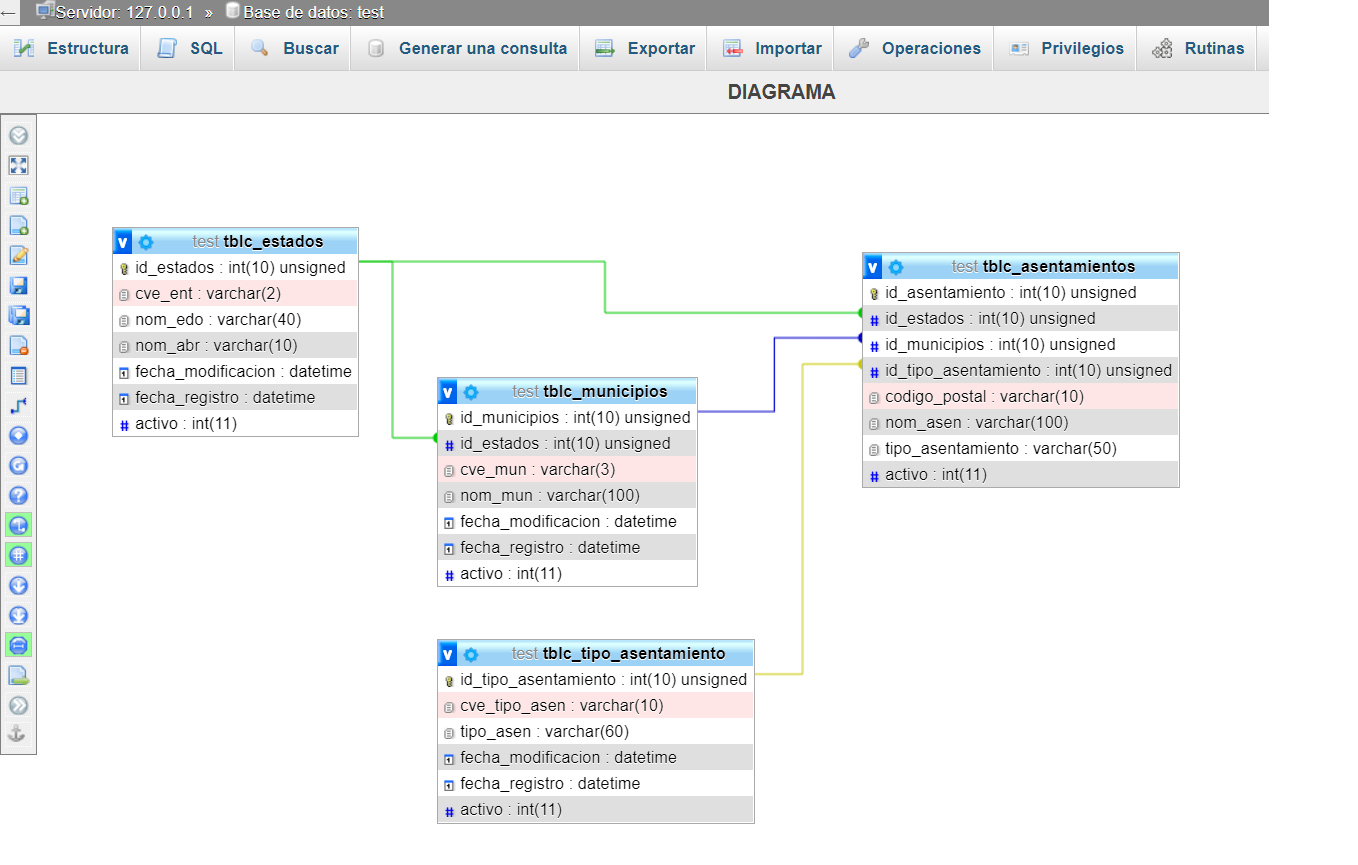 Servidor: 127.0.0.1 » Base de datos: test
Estructura SQL Buscar Generar una consulta Exportar Importar Operaciones Privilegios Rutinas
DIAGRAMA
v test tblc_estados
id_estados : int(10) unsigned
cve_ent : varchar(2)
nom_edo : varchar(40)
nom_abr : varchar(10)
fecha_modificacion : datetime
fecha_registro : datetime
# activo : int(11)
v test tblc_municipios
id_municipios : int(10) unsigned
# id_estados : int(10) unsigned
cve_mun : varchar(3)
nom_mun : varchar(100)
fecha_modificacion : datetime
fecha_registro : datetime
# activo : int(11)
v test tblc_tipo_asentamiento
id_tipo_asentamiento : int(10) unsigned
cve_tipo_asen : varchar(10)
tipo_asen : varchar(60)
fecha_modificacion : datetime
fecha_registro : datetime
# activo : int(11)
v test tblc_asentamientos
id_asentamiento : int(10) unsigned
# id_estados : int(10) unsigned
# id_municipios : int(10) unsigned
# id_tipo_asentamiento : int(10) unsigned
codigo_postal : varchar(10)
nom_asen : varchar(100)
tipo_asentamiento : varchar(50)
# activo : int(11)